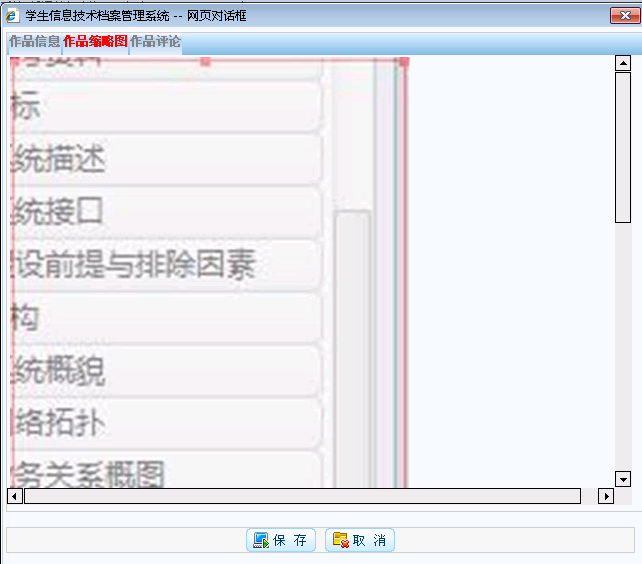 学生信息技术档案管理系统 -- 网页对话框
作品信息 作品缩略图 作品评论
标
统描述
统接口
设前提与排除因素
构
统概貌
络拓扑
务关系概图
保 存 取 消